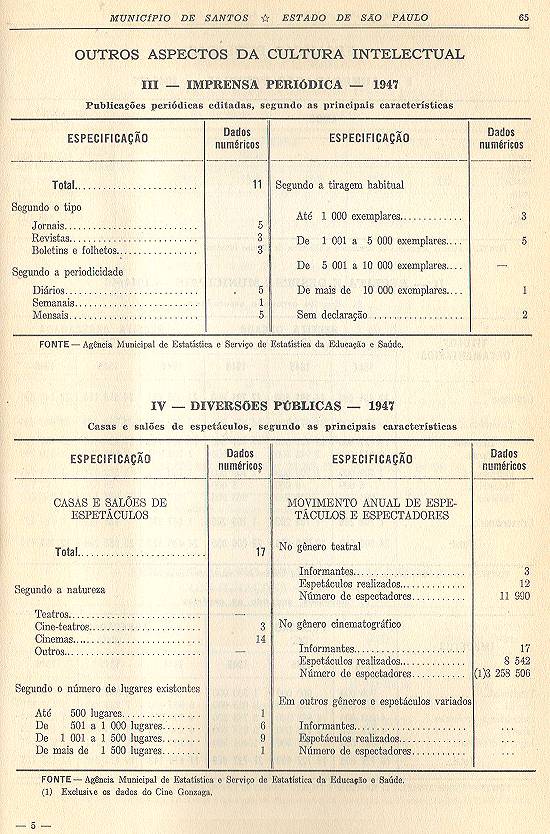 MUNICÍPIO DE SANTOS ☆ ESTADO DE SÃO PAULO 65
OUTROS ASPECTOS DA CULTURA INTELECTUAL
III — IMPRENSA PERIÓDICA — 1947
Publicações periódicas editadas, segundo as principais características
ESPECIFICAÇÃO
Dados numéricos
Total 11
Segundo o tipo
Jornais 5
Revistas 3
Boletins e folhetos 3
Segundo a periodicidade
Diários 5
Semanais 1
Mensais 5
ESPECIFICAÇÃO
Dados numéricos
Segundo a tiragem habitual
Até 1 000 exemplares 3
De 1 001 a 5 000 exemplares 5
De 5 001 a 10 000 exemplares —
De mais de 10 000 exemplares 1
Sem declaração 2
FONTE — Agência Municipal de Estatística e Serviço de Estatística da Educação e Saúde.
IV — DIVERSÕES PÚBLICAS — 1947
Casas e salões de espetáculos, segundo as principais características
ESPECIFICAÇÃO
Dados numéricos
CASAS E SALÕES DE
ESPETÁCULOS
Total 17
Segundo a natureza
Teatros —
Cine-teatros 3
Cinemas 14
Outros —
Segundo o número de lugares existentes
Até 500 lugares 1
De 501 a 1 000 lugares 6
De 1 001 a 1 500 lugares 9
De mais de 1 500 lugares 1
ESPECIFICAÇÃO
Dados numéricos
MOVIMENTO ANUAL DE ESPE-
TÁCULOS E ESPECTADORES
No gênero teatral
Informantes 3
Espetáculos realizados 12
Número de espectadores 11 990
No gênero cinematográfico
Informantes 17
Espetáculos realizados 8 542
Número de espectadores (1)3 258 506
Em outros gêneros e espetáculos variados
Informantes ...
Espetáculos realizados ...
Número de espectadores ...
FONTE — Agência Municipal de Estatística e Serviço de Estatística da Educação e Saúde.
(1) Exclusive os dados do Cine Gonzaga.
— 5 —